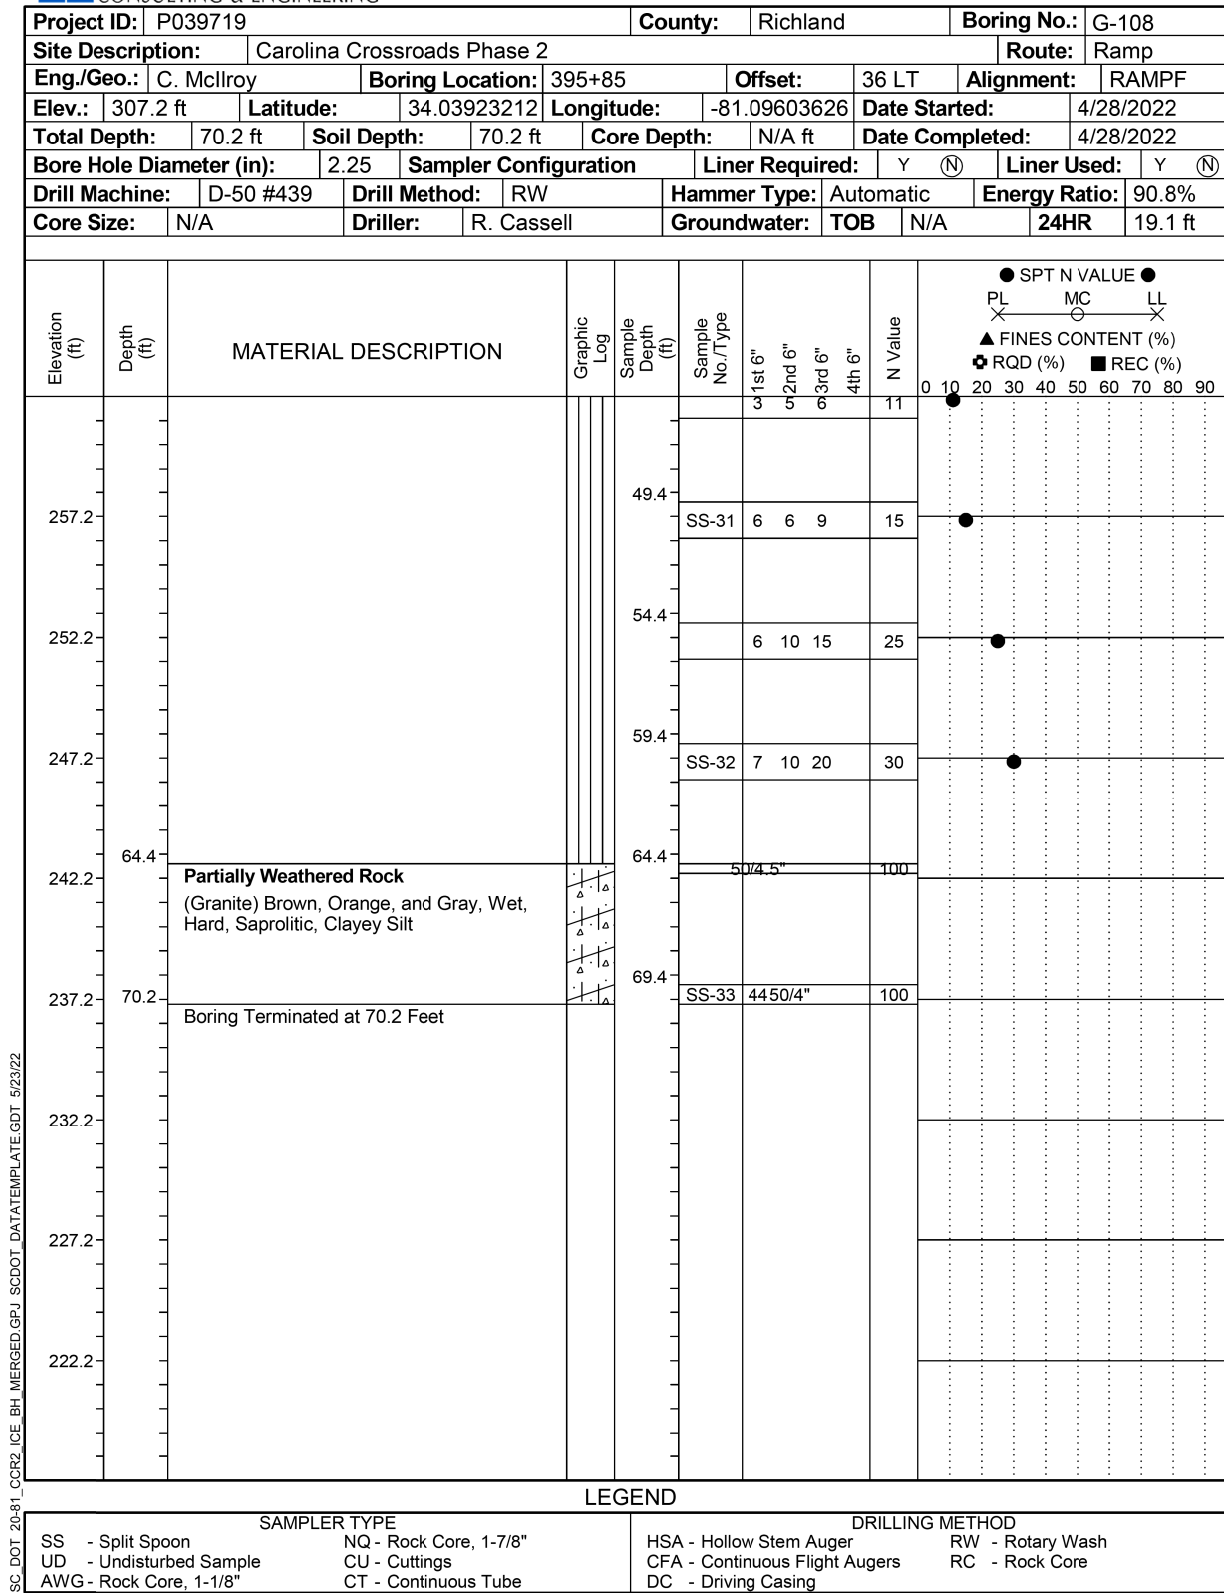 CONSULTING & ENGINEERING
Project ID: P039719 County: Richland Boring No.: G-108
Site Description: Carolina Crossroads Phase 2 Route: Ramp
Eng./Geo.: C. McIlroy Boring Location: 395+85 Offset: 36 LT Alignment: RAMPF
Elev.: 307.2 ft Latitude: 34.03923212 Longitude: -81.09603626 Date Started: 4/28/2022
Total Depth: 70.2 ft Soil Depth: 70.2 ft Core Depth: N/A ft Date Completed: 4/28/2022
Bore Hole Diameter (in): 2.25 Sampler Configuration Liner Required: Y N Liner Used: Y N
Drill Machine: D-50 #439 Drill Method: RW Hammer Type: Automatic Energy Ratio: 90.8%
Core Size: N/A Driller: R. Cassell Groundwater: TOB N/A 24HR 19.1 ft
Elevation (ft)
Depth (ft)
MATERIAL DESCRIPTION
Graphic Log
Sample Depth (ft)
Sample No./Type
1st 6"
2nd 6"
3rd 6"
4th 6"
N Value
● SPT N VALUE ●
PL MC LL
▲ FINES CONTENT (%)
RQD (%) ■ REC (%)
0 10 20 30 40 50 60 70 80 90
3 5 6 11
49.4
257.2 SS-31 6 6 9 15
54.4
252.2 6 10 15 25
59.4
247.2 SS-32 7 10 20 30
64.4 64.4
50/4.5" 100
242.2 Partially Weathered Rock
(Granite) Brown, Orange, and Gray, Wet,
Hard, Saprolitic, Clayey Silt
69.4
237.2 70.2 SS-33 44 50/4" 100
Boring Terminated at 70.2 Feet
232.2
227.2
222.2
SC_DOT 20-81_CCR2_ICE_BH_MERGED.GPJ SCDOT_DATATEMPLATE.GDT 5/23/22
LEGEND
SAMPLER TYPE DRILLING METHOD
SS - Split Spoon NQ - Rock Core, 1-7/8" HSA - Hollow Stem Auger RW - Rotary Wash
UD - Undisturbed Sample CU - Cuttings CFA - Continuous Flight Augers RC - Rock Core
AWG - Rock Core, 1-1/8" CT - Continuous Tube DC - Driving Casing